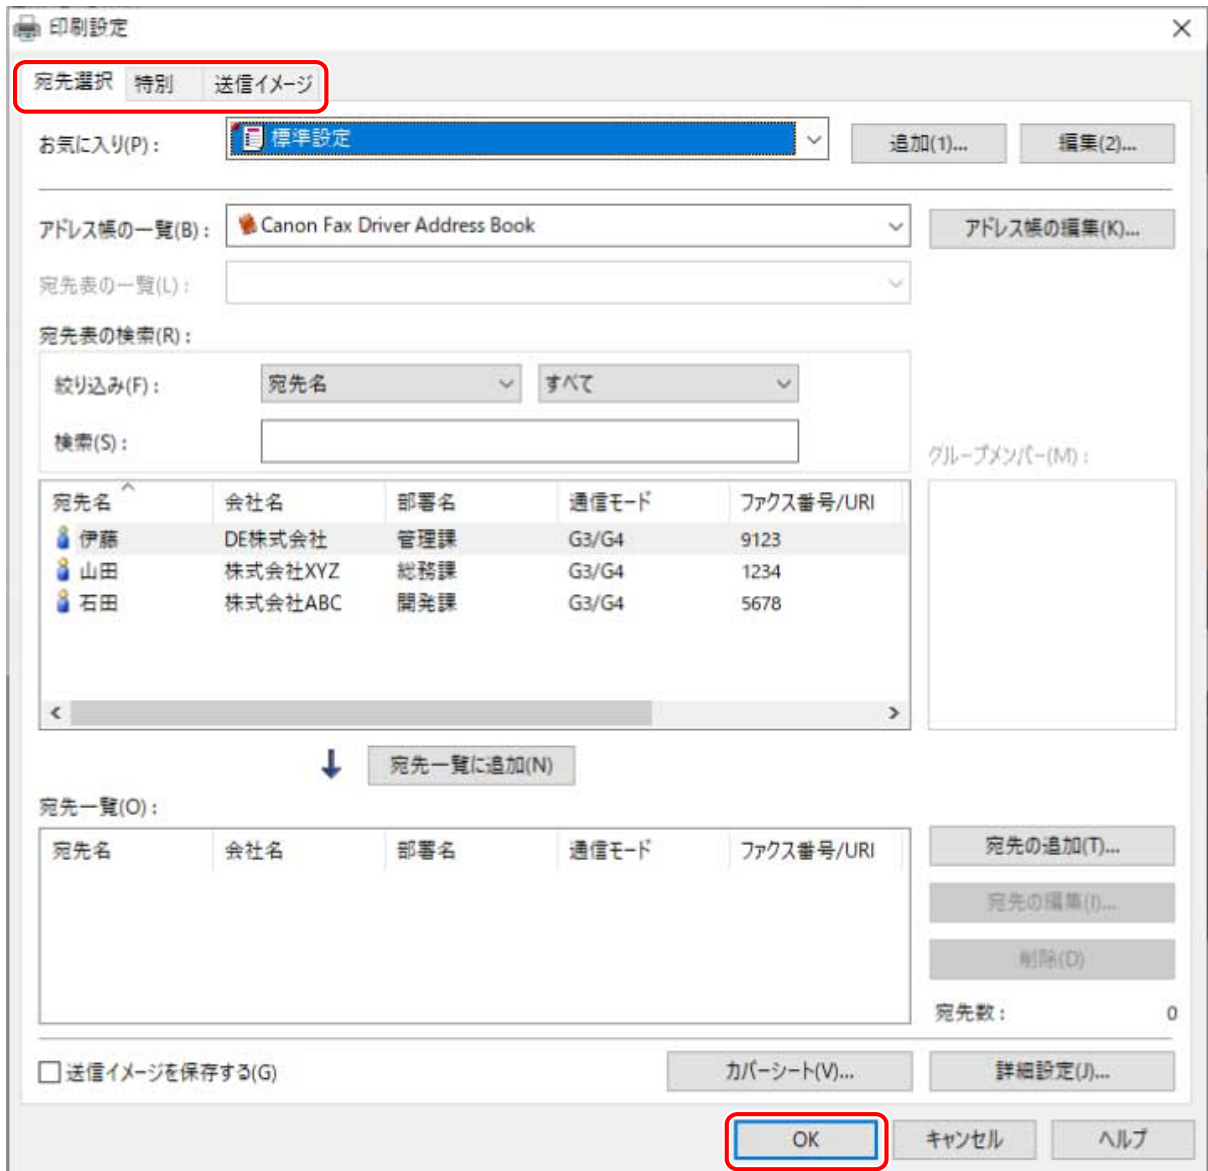 印刷設定
宛先選択 特別 送信イメージ
お気に入り(P)： 標準設定 追加(1)... 編集(2)...
アドレス帳の一覧(B)： Canon Fax Driver Address Book アドレス帳の編集(K)...
宛先表の一覧(L)：
宛先表の検索(R)：
絞り込み(F)： 宛先名 すべて
検索(S)：
グループメンバー(M)：
宛先名 会社名 部署名 通信モード ファクス番号/URI
伊藤 DE株式会社 管理課 G3/G4 9123
山田 株式会社XYZ 総務課 G3/G4 1234
石田 株式会社ABC 開発課 G3/G4 5678
宛先一覧に追加(N)
宛先一覧(O)：
宛先名 会社名 部署名 通信モード ファクス番号/URI
宛先の追加(T)...
宛先の編集(I)...
削除(D)
宛先数： 0
送信イメージを保存する(G) カバーシート(V)... 詳細設定(J)...
OK キャンセル ヘルプ